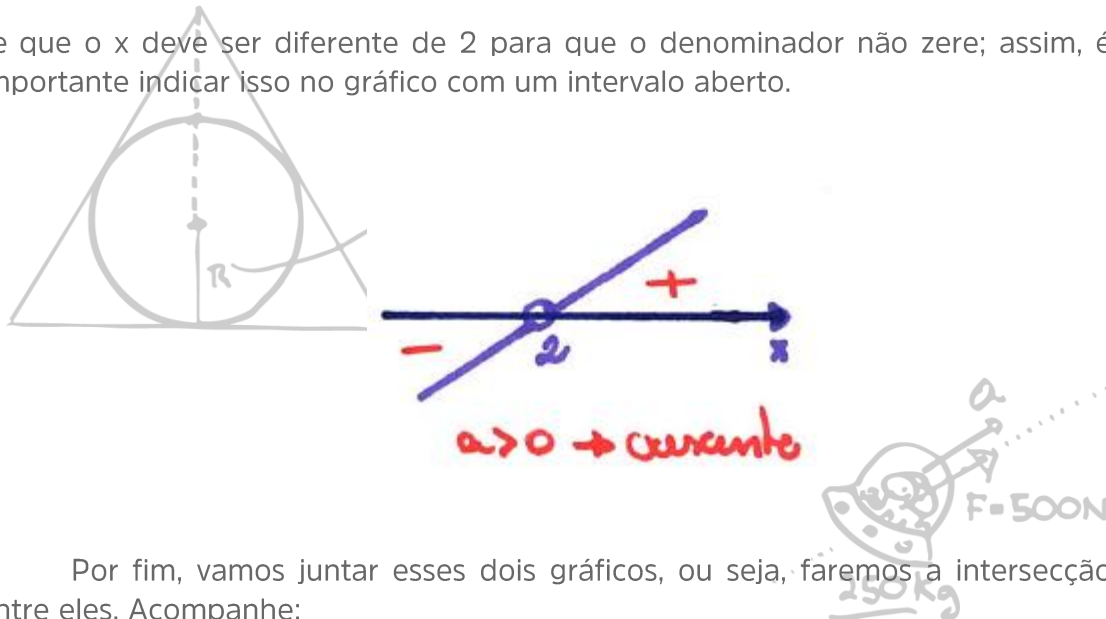 e que o x deve ser diferente de 2 para que o denominador não zere; assim, é
mportante indicar isso no gráfico com um intervalo aberto.
R
+
−
2
x
a>0 → crescente
a
F=500N
Por fim, vamos juntar esses dois gráficos, ou seja, faremos a intersecção
250kg
ntre eles. Acompanhe: